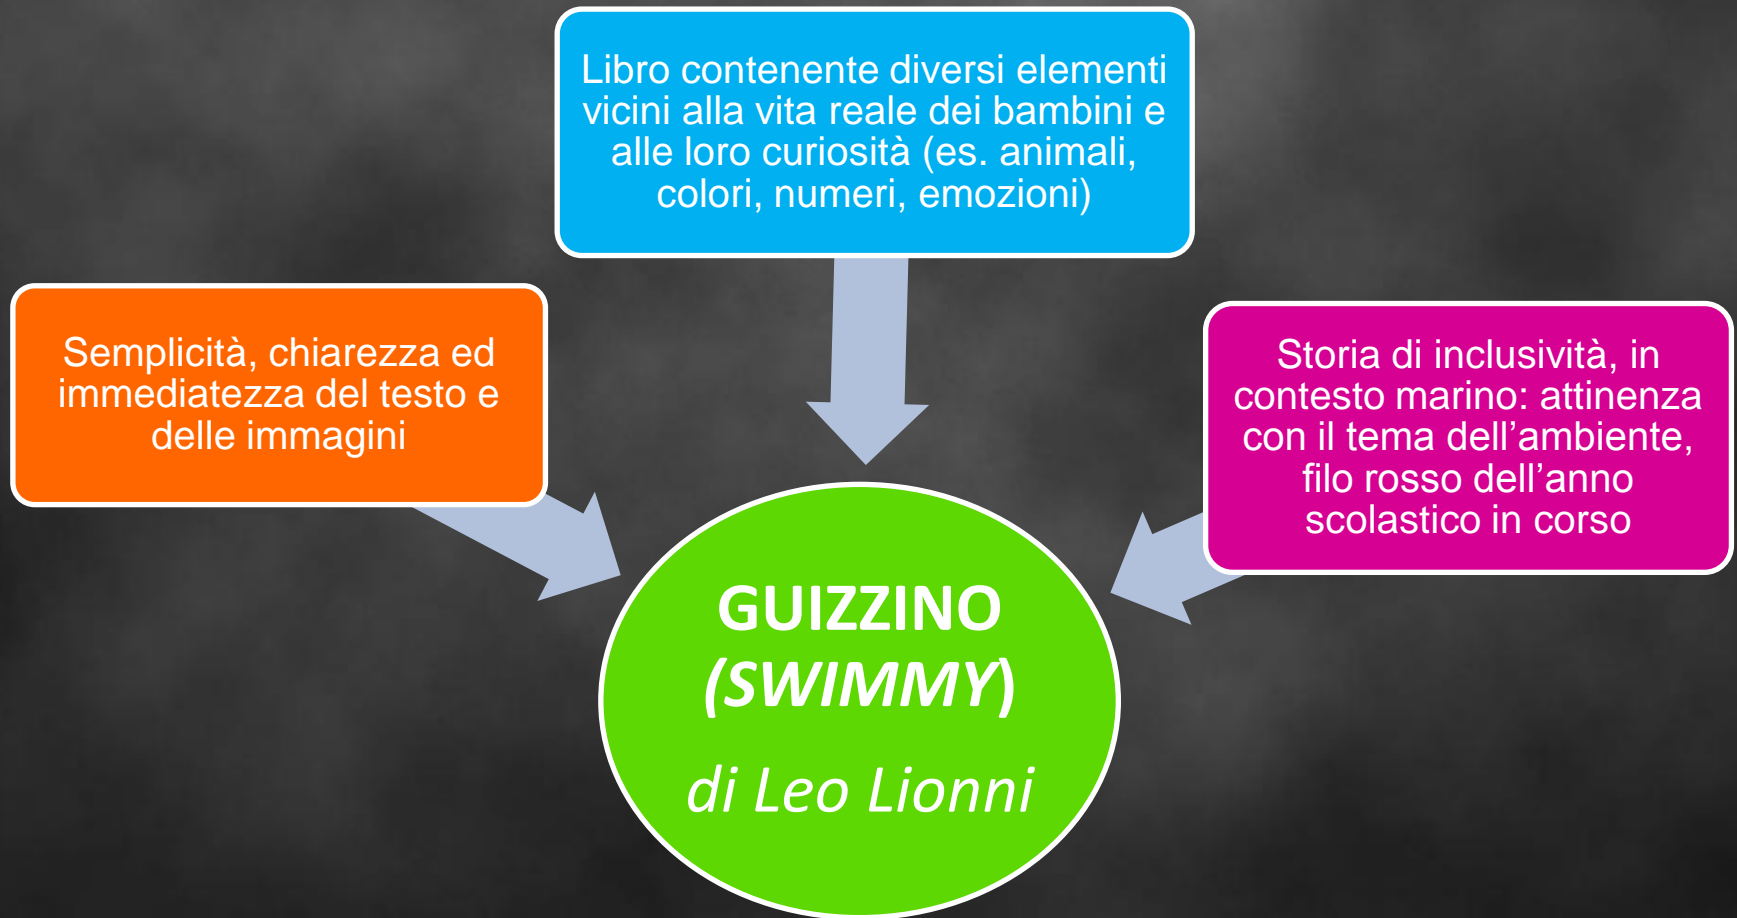 Libro contenente diversi elementi
vicini alla vita reale dei bambini e
alle loro curiosità (es. animali,
colori, numeri, emozioni)
Semplicità, chiarezza ed
immediatezza del testo e
delle immagini
Storia di inclusività, in
contesto marino: attinenza
con il tema dell’ambiente,
filo rosso dell’anno
scolastico in corso
GUIZZINO
(SWIMMY)
di Leo Lionni